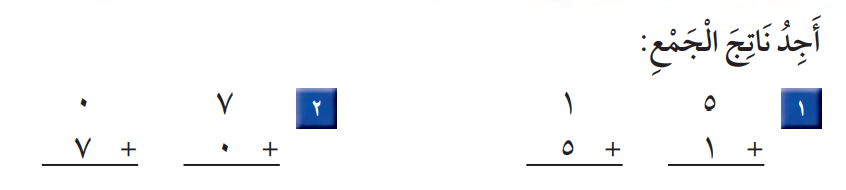 أَجِدُ نَاتِجَ الْجَمْعِ:
١ ٥ ١ ٢ ٧ ٠
+ ١ + ٥ + ٠ + ٧